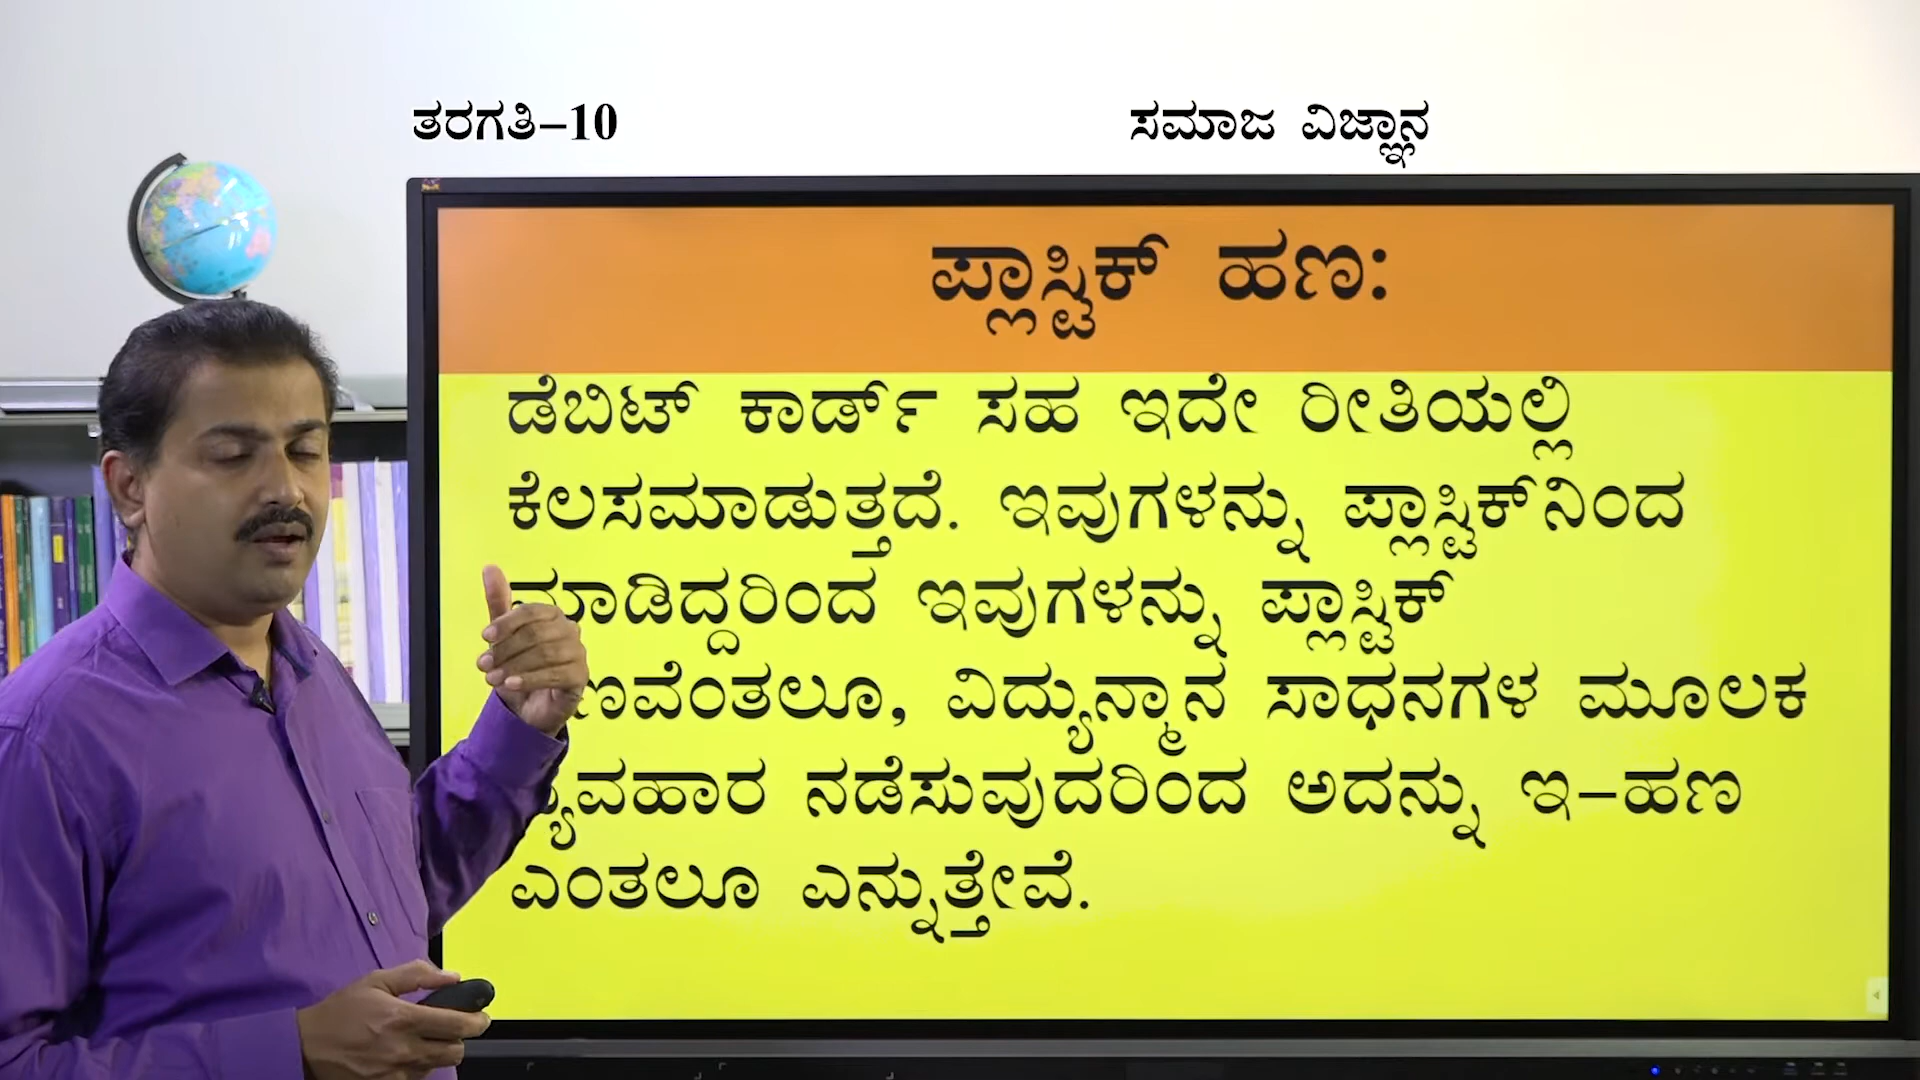 ತರಗತಿ–10
ಸಮಾಜ ವಿಜ್ಞಾನ
ಪ್ಲಾಸ್ಟಿಕ್ ಹಣ:
ಡೆಬಿಟ್ ಕಾರ್ಡ್ ಸಹ ಇದೇ ರೀತಿಯಲ್ಲಿ
ಕೆಲಸಮಾಡುತ್ತದೆ. ಇವುಗಳನ್ನು ಪ್ಲಾಸ್ಟಿಕ್‌ನಿಂದ
ಮಾಡಿದ್ದರಿಂದ ಇವುಗಳನ್ನು ಪ್ಲಾಸ್ಟಿಕ್
ಹಣವೆಂತಲೂ, ವಿದ್ಯುನ್ಮಾನ ಸಾಧನಗಳ ಮೂಲಕ
ವ್ಯವಹಾರ ನಡೆಸುವುದರಿಂದ ಅದನ್ನು ಇ–ಹಣ
ಎಂತಲೂ ಎನ್ನುತ್ತೇವೆ.